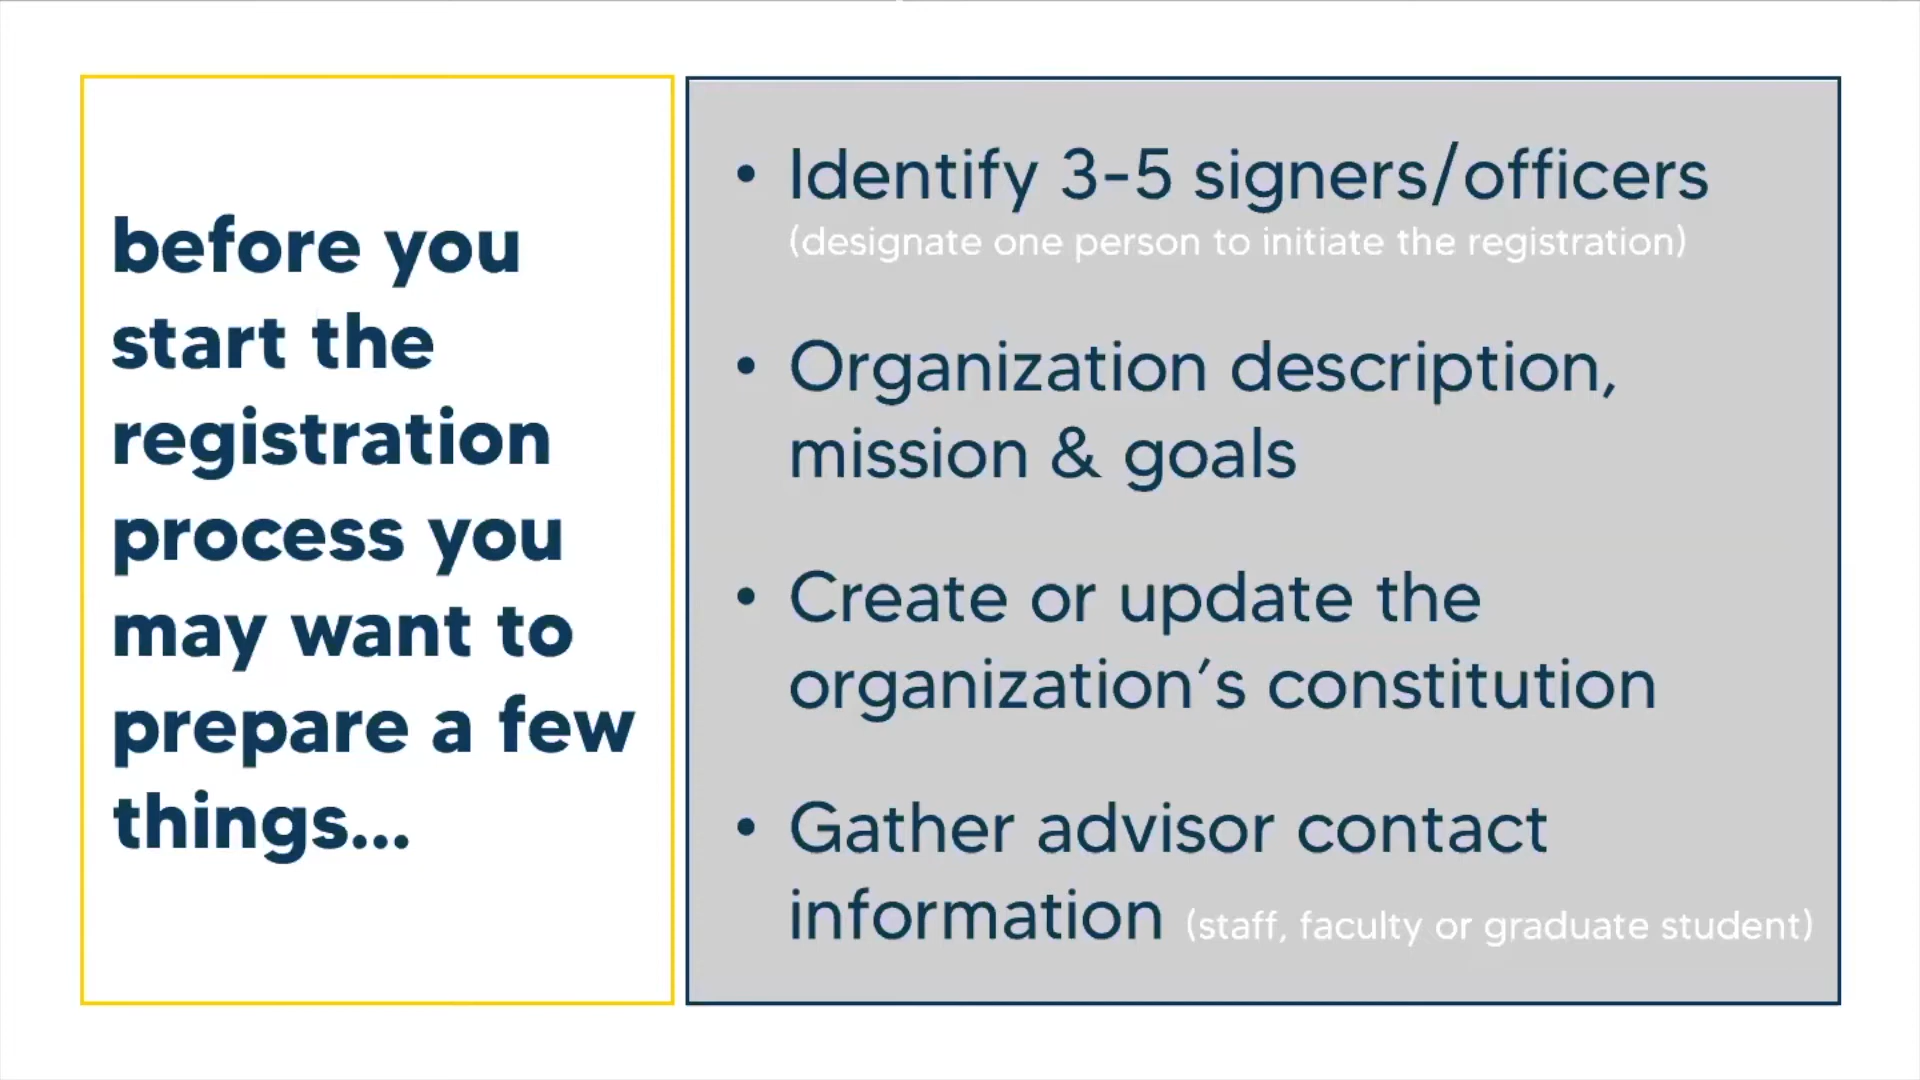 before you
start the
registration
process you
may want to
prepare a few
things...
• Identify 3-5 signers/officers
(designate one person to initiate the registration)
• Organization description,
mission & goals
• Create or update the
organization’s constitution
• Gather advisor contact
information (staff, faculty or graduate student)